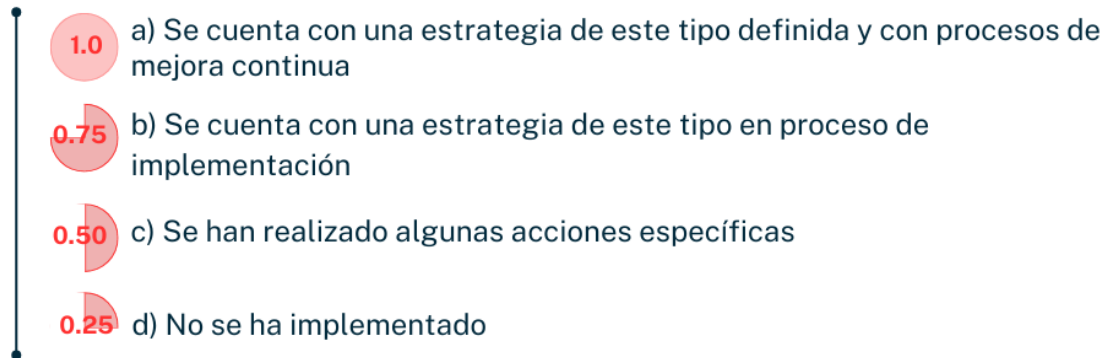 1.0 a) Se cuenta con una estrategia de este tipo definida y con procesos de
mejora continua
0.75 b) Se cuenta con una estrategia de este tipo en proceso de
implementación
0.50 c) Se han realizado algunas acciones específicas
0.25 d) No se ha implementado